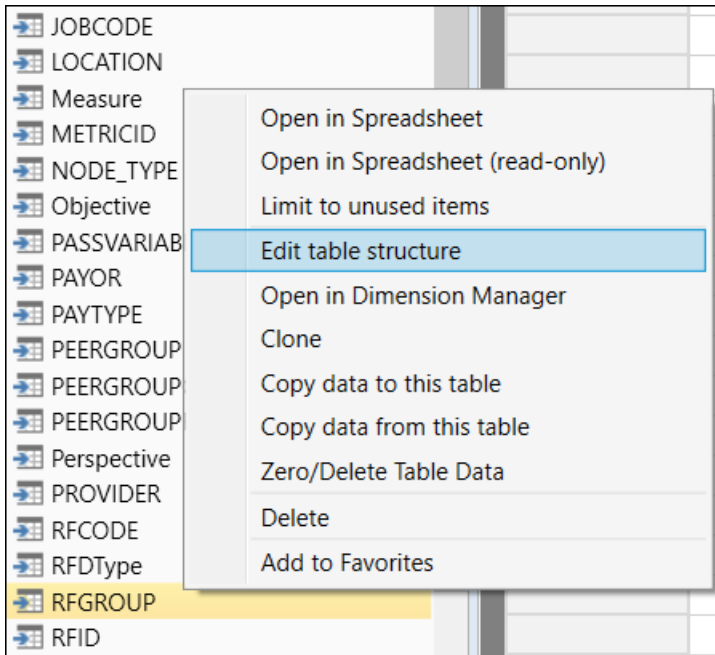 JOBCODE
LOCATION
Measure
METRICID
NODE_TYPE
Objective
PASSVARIAB
PAYOR
PAYTYPE
PEERGROUP
PEERGROUP
PEERGROUP
Perspective
PROVIDER
RFCODE
RFDType
RFGROUP
RFID
Open in Spreadsheet
Open in Spreadsheet (read-only)
Limit to unused items
Edit table structure
Open in Dimension Manager
Clone
Copy data to this table
Copy data from this table
Zero/Delete Table Data
Delete
Add to Favorites